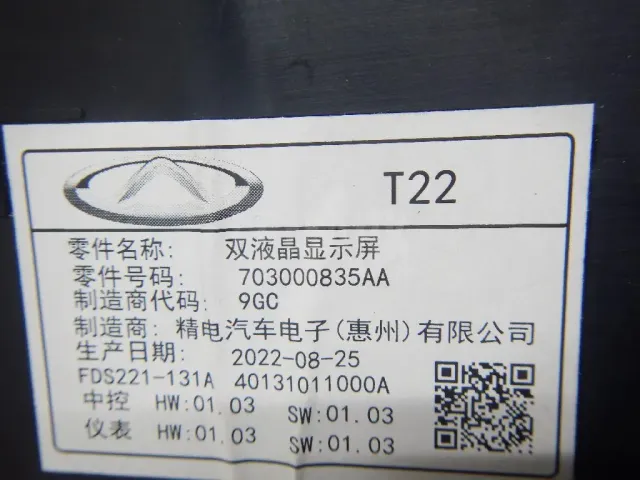 T22
零件名称: 双液晶显示屏
零件号码: 703000835AA
制造商代码: 9GC
制造商: 精电汽车电子(惠州)有限公司
生产日期: 2022-08-25
FDS221-131A 40131011000A
中控 HW:01.03 SW:01.03
仪表 HW:01.03 SW:01.03